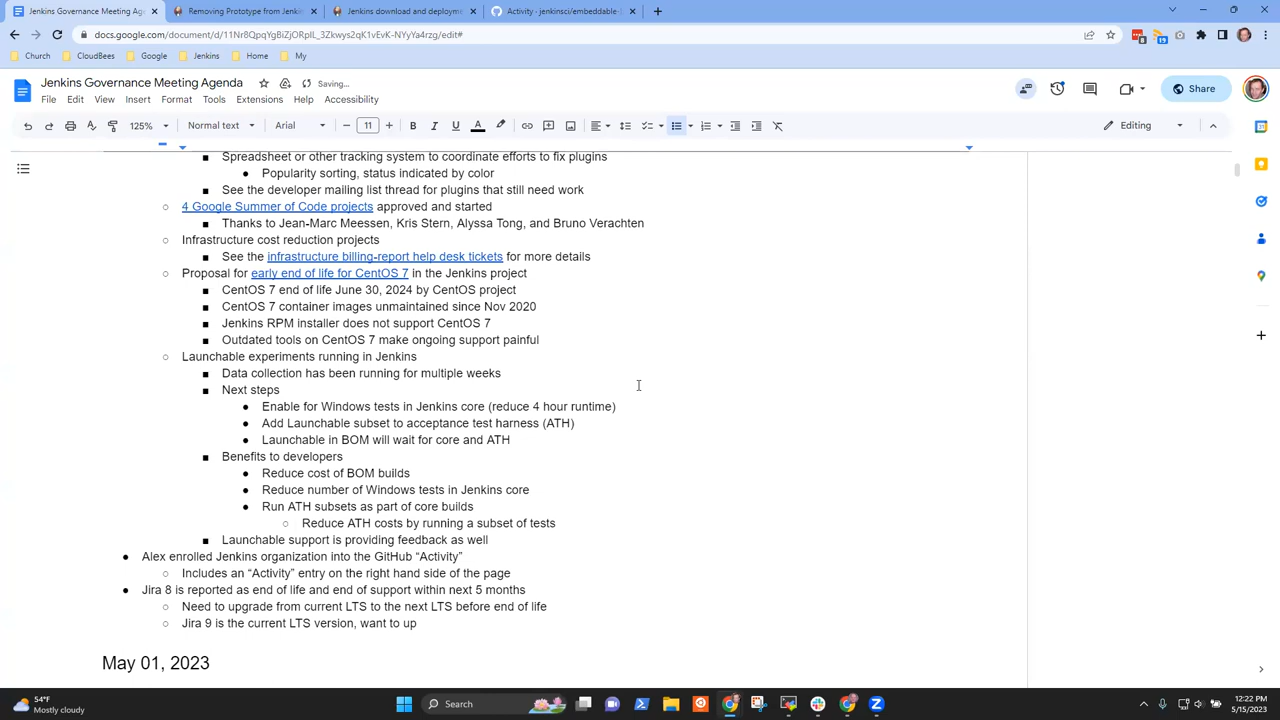 Jenkins Governance Meeting Age
Removing Prototype from Jenki
Jenkins download and deployme
Activity · jenkinsci/embeddable-
docs.google.com/document/d/11Nr8QpqYgBiZjORpIL_3Zkwys2qK1vEvK-NYyYa4rzg/edit#
Church CloudBees Google Jenkins Home My
Jenkins Governance Meeting Agenda Saving...
File Edit View Insert Format Tools Extensions Help Accessibility
Share
125% Normal text Arial 11 Editing
Spreadsheet or other tracking system to coordinate efforts to fix plugins
Popularity sorting, status indicated by color
See the developer mailing list thread for plugins that still need work
4 Google Summer of Code projects approved and started
Thanks to Jean-Marc Meessen, Kris Stern, Alyssa Tong, and Bruno Verachten
Infrastructure cost reduction projects
See the infrastructure billing-report help desk tickets for more details
Proposal for early end of life for CentOS 7 in the Jenkins project
CentOS 7 end of life June 30, 2024 by CentOS project
CentOS 7 container images unmaintained since Nov 2020
Jenkins RPM installer does not support CentOS 7
Outdated tools on CentOS 7 make ongoing support painful
Launchable experiments running in Jenkins
Data collection has been running for multiple weeks
Next steps
Enable for Windows tests in Jenkins core (reduce 4 hour runtime)
Add Launchable subset to acceptance test harness (ATH)
Launchable in BOM will wait for core and ATH
Benefits to developers
Reduce cost of BOM builds
Reduce number of Windows tests in Jenkins core
Run ATH subsets as part of core builds
Reduce ATH costs by running a subset of tests
Launchable support is providing feedback as well
Alex enrolled Jenkins organization into the GitHub “Activity”
Includes an “Activity” entry on the right hand side of the page
Jira 8 is reported as end of life and end of support within next 5 months
Need to upgrade from current LTS to the next LTS before end of life
Jira 9 is the current LTS version, want to up
May 01, 2023
54°F
Mostly cloudy
Search
12:22 PM
5/15/2023